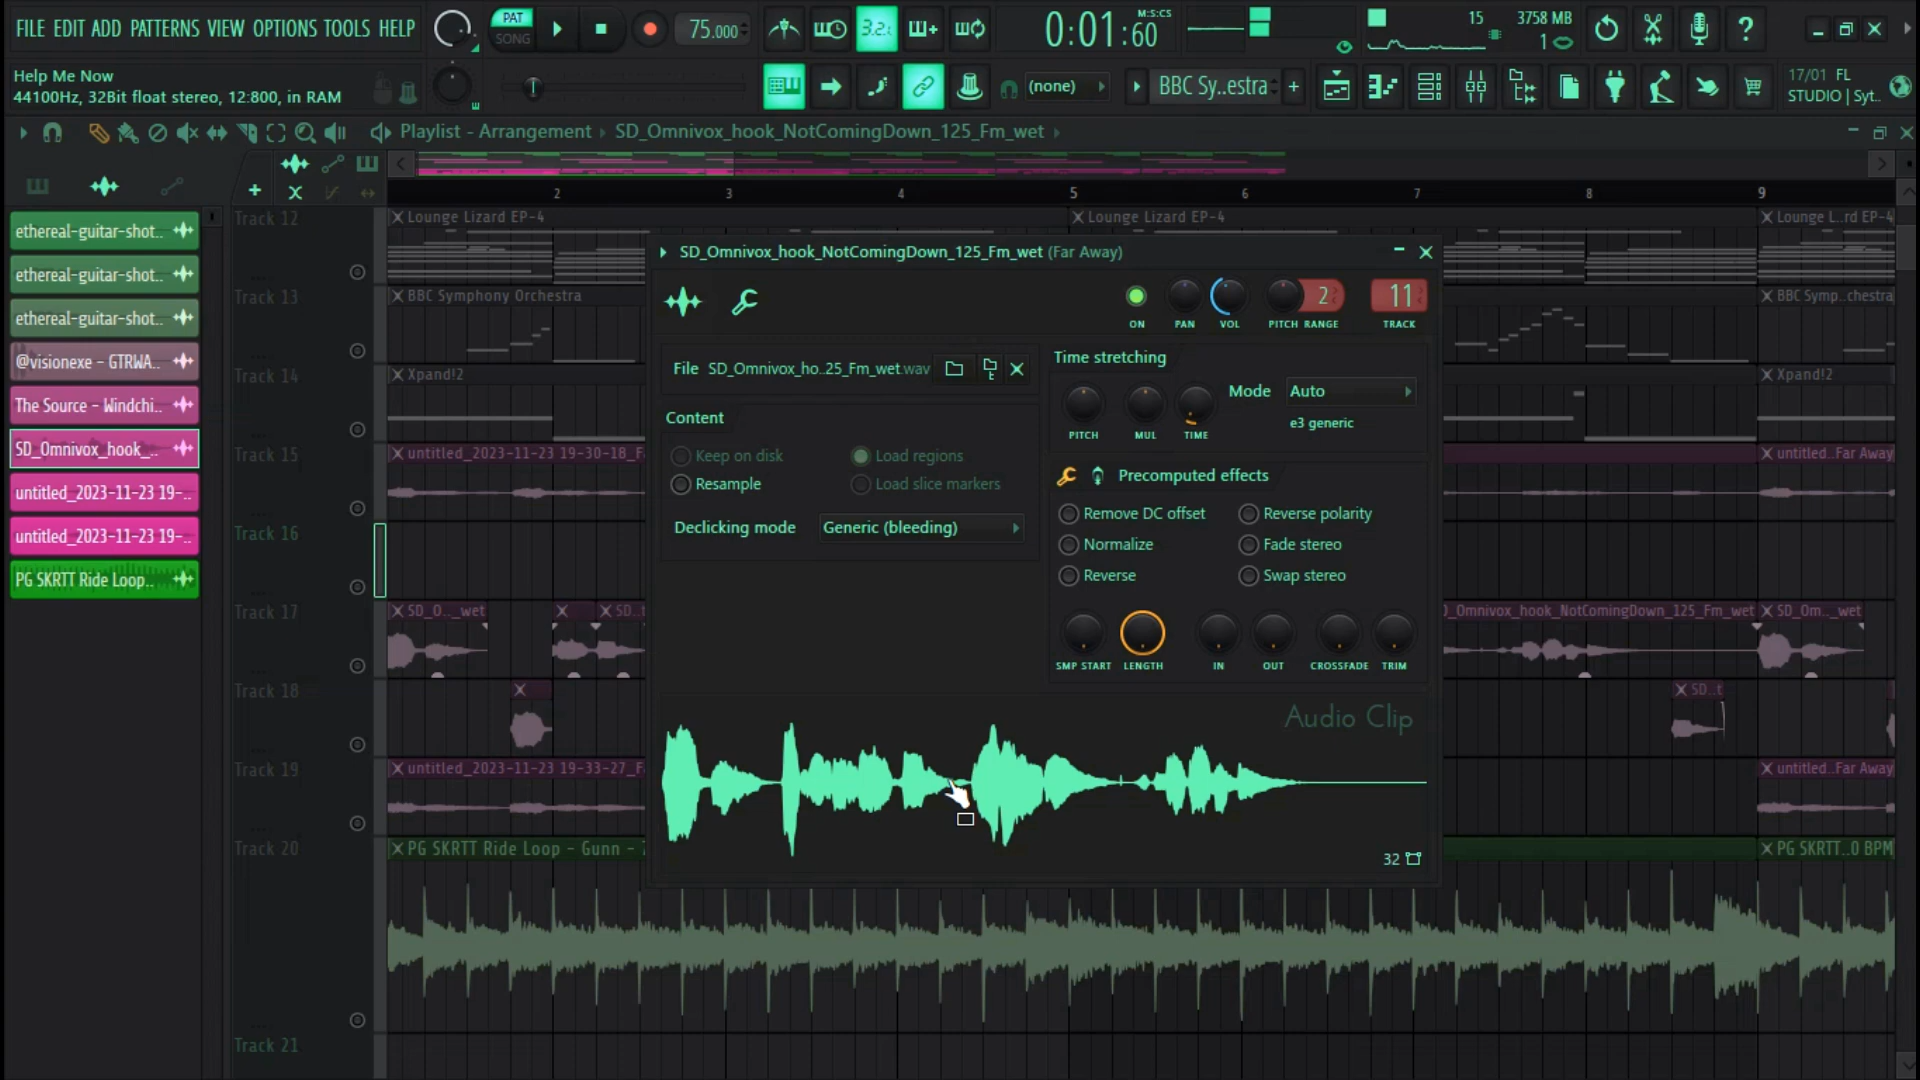 FILE EDIT ADD PATTERNS VIEW OPTIONS TOOLS HELP
PAT
SONG
75.000
3.2.
0:01:60
M:S:CS
15
3758 MB
1
Help Me Now
44100Hz, 32Bit float stereo, 12:800, in RAM
(none)
BBC Sy..estra
17/01 FL
STUDIO | Syt..
Playlist - Arrangement
SD_Omnivox_hook_NotComingDown_125_Fm_wet
2
3
4
5
6
7
8
9
ethereal-guitar-shot..
ethereal-guitar-shot..
ethereal-guitar-shot..
@visionexe - GTRWA..
The Source - Windchi..
SD_Omnivox_hook_..
untitled_2023-11-23 19-..
untitled_2023-11-23 19-..
PG SKRTT Ride Loop..
Track 12
Lounge Lizard EP-4
Lounge Lizard EP-4
Lounge L..rd EP-4
Track 13
BBC Symphony Orchestra
BBC Symp..chestra
Track 14
Xpand!2
Xpand!2
Track 15
untitled_2023-11-23 19-30-18_F
untitled..Far Away
Track 16
Track 17
SD_O.._wet
SD..t
_Omnivox_hook_NotComingDown_125_Fm_wet
SD_Om.._wet
Track 18
SD..t
Track 19
untitled_2023-11-23 19-33-27_F
untitled..Far Away
Track 20
PG SKRTT Ride Loop - Gunn - 7
PG SKRTT..0 BPM
Track 21
SD_Omnivox_hook_NotComingDown_125_Fm_wet (Far Away)
2
11
ON
PAN
VOL
PITCH RANGE
TRACK
File SD_Omnivox_ho..25_Fm_wet.wav
Content
Keep on disk
Load regions
Resample
Load slice markers
Declicking mode
Generic (bleeding)
Time stretching
PITCH
MUL
TIME
Mode
Auto
e3 generic
Precomputed effects
Remove DC offset
Reverse polarity
Normalize
Fade stereo
Reverse
Swap stereo
SMP START
LENGTH
IN
OUT
CROSSFADE
TRIM
Audio Clip
32